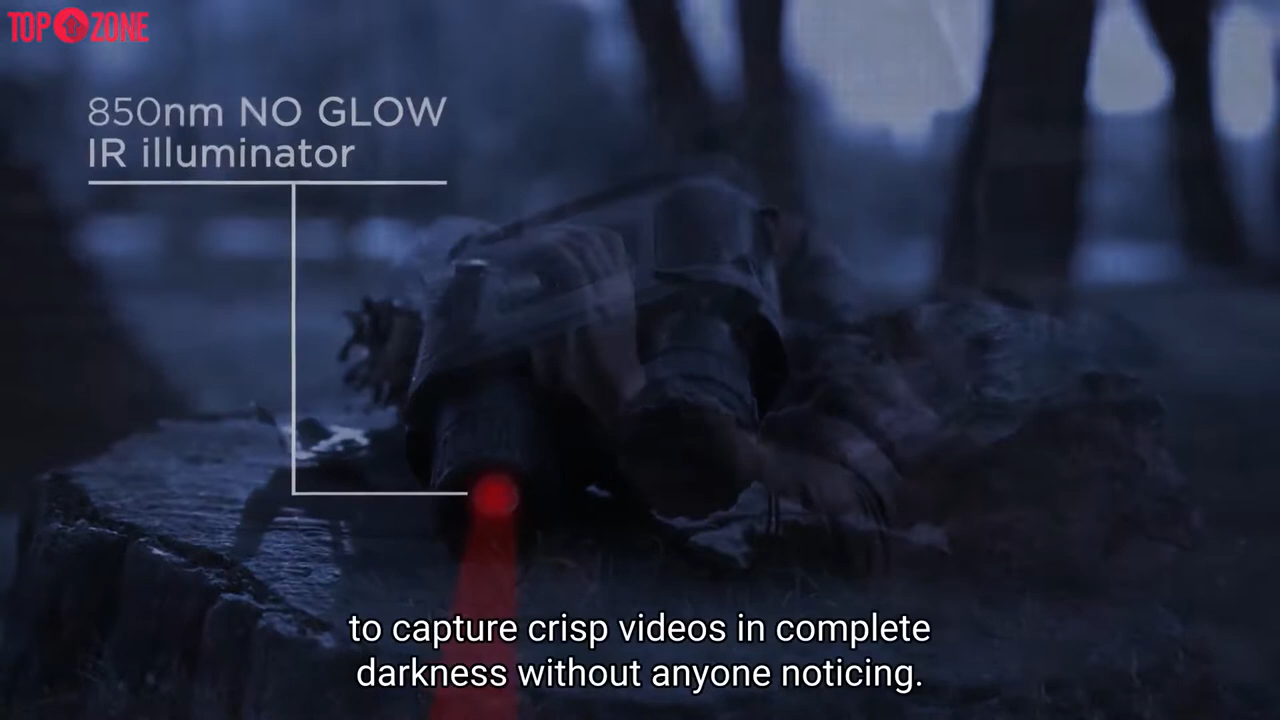 TOP ZONE
850nm NO GLOW
IR illuminator
to capture crisp videos in complete
darkness without anyone noticing.